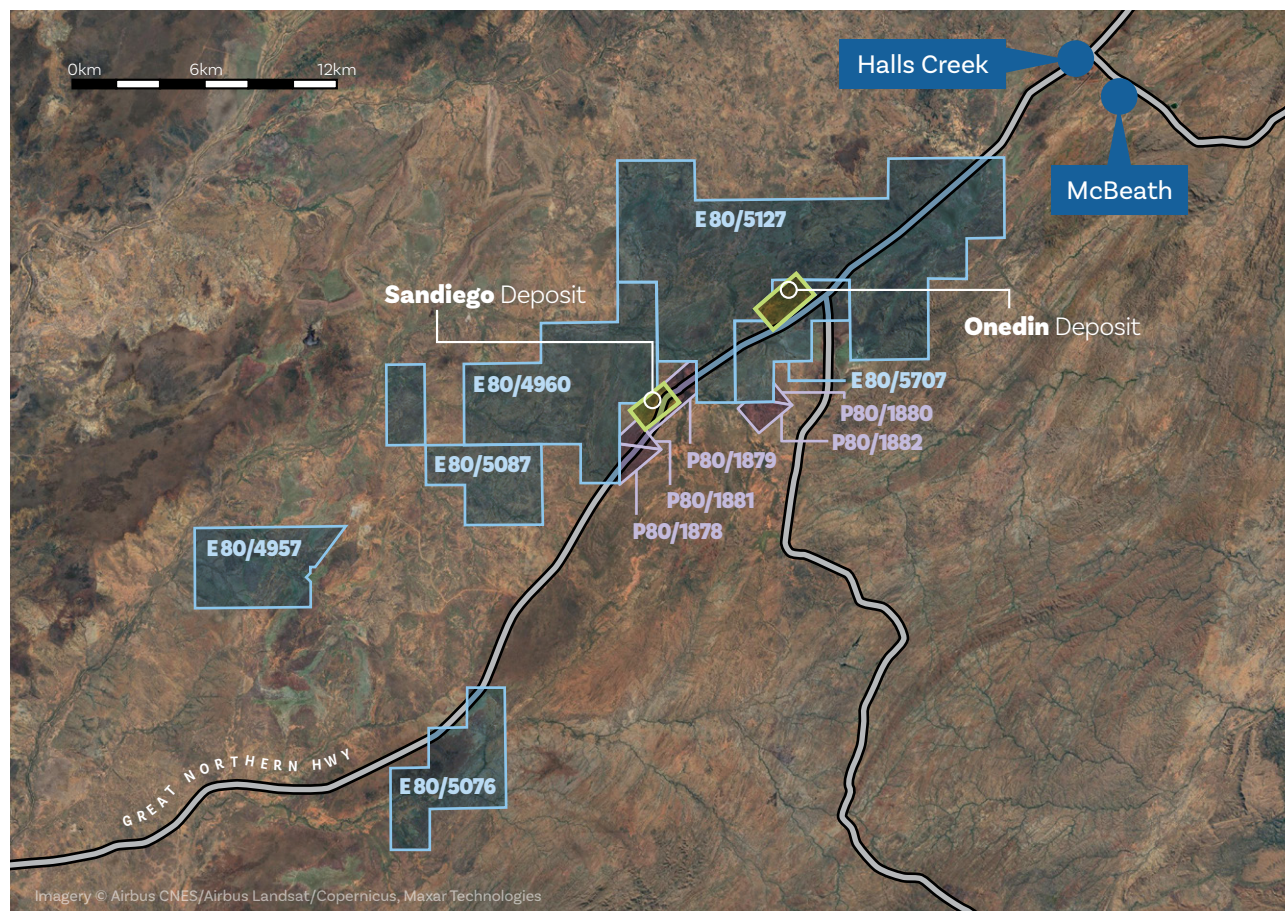 0km 6km 12km
Halls Creek
McBeath
E80/5127
Sandiego Deposit
Onedin Deposit
E80/4960
E80/5707
P80/1880
P80/1882
E80/5087
P80/1879
P80/1881
P80/1878
E80/4957
GREAT NORTHERN HWY
E80/5076
Imagery © Airbus CNES/Airbus Landsat/Copernicus, Maxar Technologies